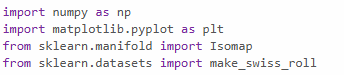 import numpy as np
import matplotlib.pyplot as plt
from sklearn.manifold import Isomap
from sklearn.datasets import make_swiss_roll